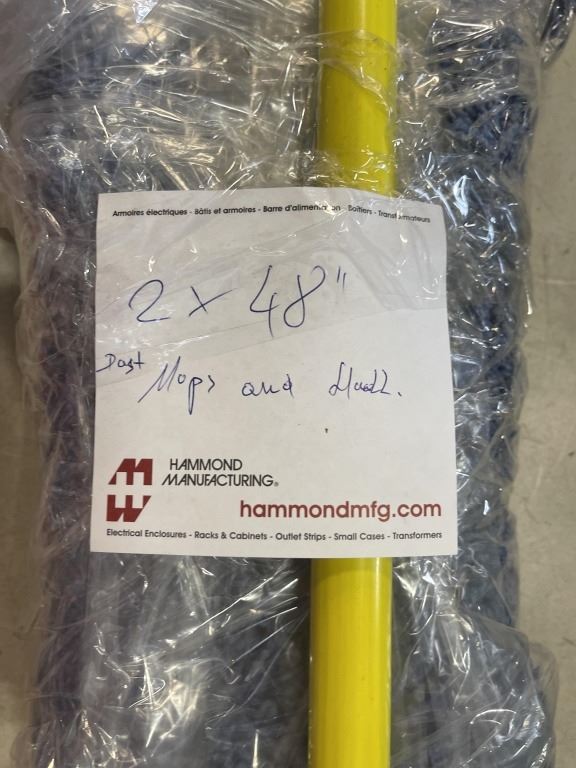 Armoires électriques - Bâtis et armoires - Barre d'alimentation - Boîtiers - Transformateurs
2 x 48"
Dust Mops and
HAMMOND
MANUFACTURING®
hammondmfg.com
Electrical Enclosures - Racks & Cabinets - Outlet Strips - Small Cases - Transformers